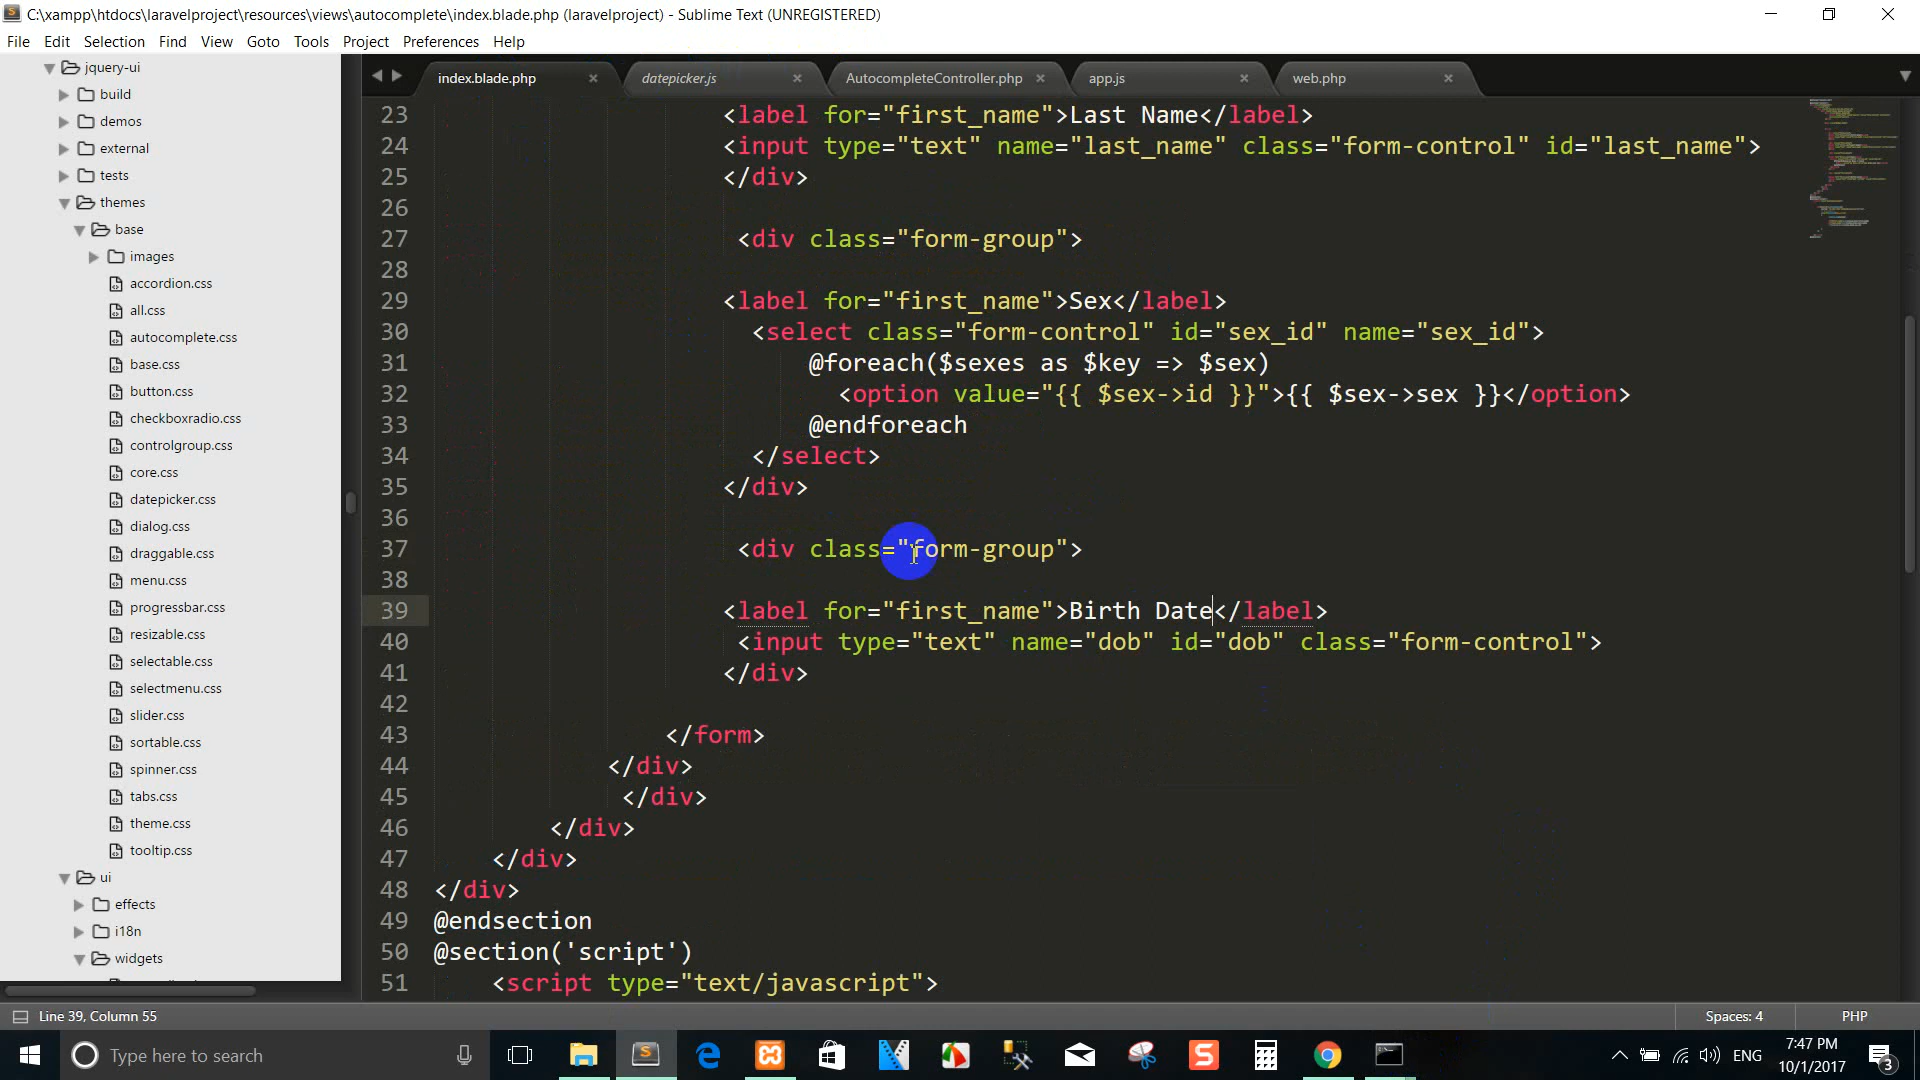 C:\xampp\htdocs\laravelproject\resources\views\autocomplete\index.blade.php (laravelproject) - Sublime Text (UNREGISTERED)
File Edit Selection Find View Goto Tools Project Preferences Help
jquery-ui
build
demos
external
tests
themes
base
images
accordion.css
all.css
autocomplete.css
base.css
button.css
checkboxradio.css
controlgroup.css
core.css
datepicker.css
dialog.css
draggable.css
menu.css
progressbar.css
resizable.css
selectable.css
selectmenu.css
slider.css
sortable.css
spinner.css
tabs.css
theme.css
tooltip.css
ui
effects
i18n
widgets
index.blade.php datepicker.js AutocompleteController.php app.js web.php
23 <label for="first_name">Last Name</label>
24 <input type="text" name="last_name" class="form-control" id="last_name">
25 </div>
26
27 <div class="form-group">
28
29 <label for="first_name">Sex</label>
30 <select class="form-control" id="sex_id" name="sex_id">
31 @foreach($sexes as $key => $sex)
32 <option value="{{ $sex->id }}">{{ $sex->sex }}</option>
33 @endforeach
34 </select>
35 </div>
36
37 <div class="form-group">
38
39 <label for="first_name">Birth Date</label>
40 <input type="text" name="dob" id="dob" class="form-control">
41 </div>
42
43 </form>
44 </div>
45 </div>
46 </div>
47 </div>
48 </div>
49 @endsection
50 @section('script')
51 <script type="text/javascript">
Line 39, Column 55 Spaces: 4 PHP
Type here to search
ENG
7:47 PM
10/1/2017
3